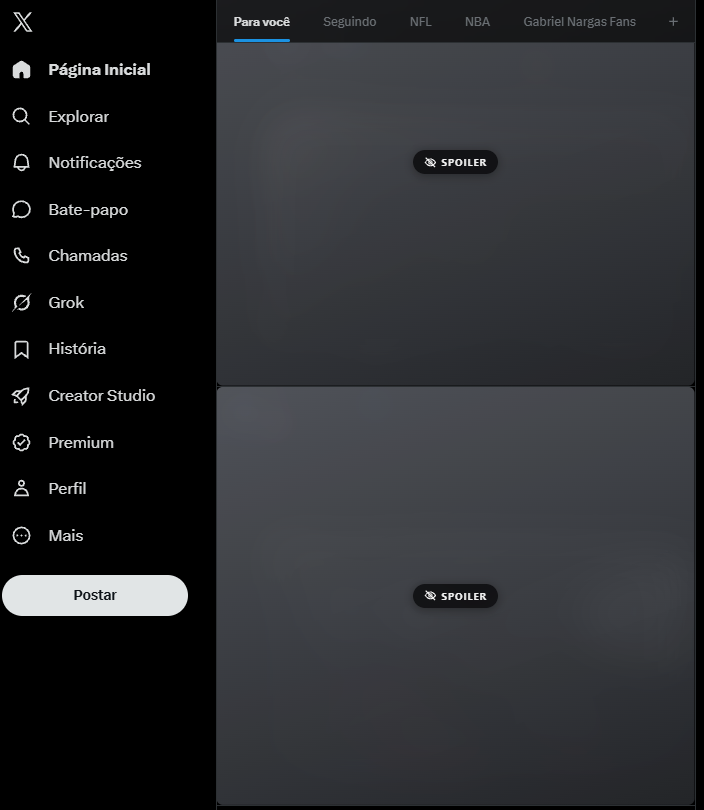 Para você
Seguindo
NFL
NBA
Gabriel Nargas Fans
+
Página Inicial
Explorar
Notificações
Bate-papo
Chamadas
Grok
História
Creator Studio
Premium
Perfil
Mais
Postar
SPOILER
SPOILER